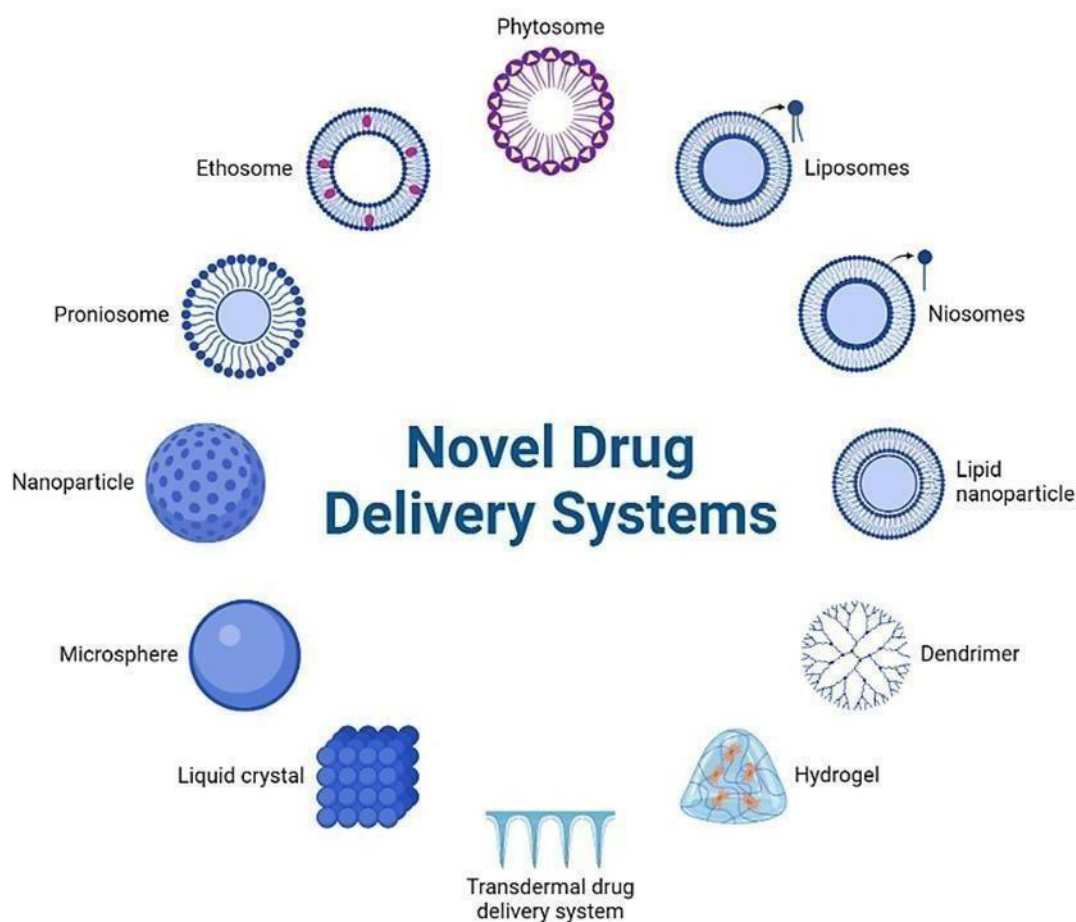 Phytosome
Ethosome
Liposomes
Proniosome
Niosomes
Novel Drug
Delivery Systems
Nanoparticle
Lipid
nanoparticle
Microsphere
Dendrimer
Liquid crystal
Hydrogel
Transdermal drug
delivery system